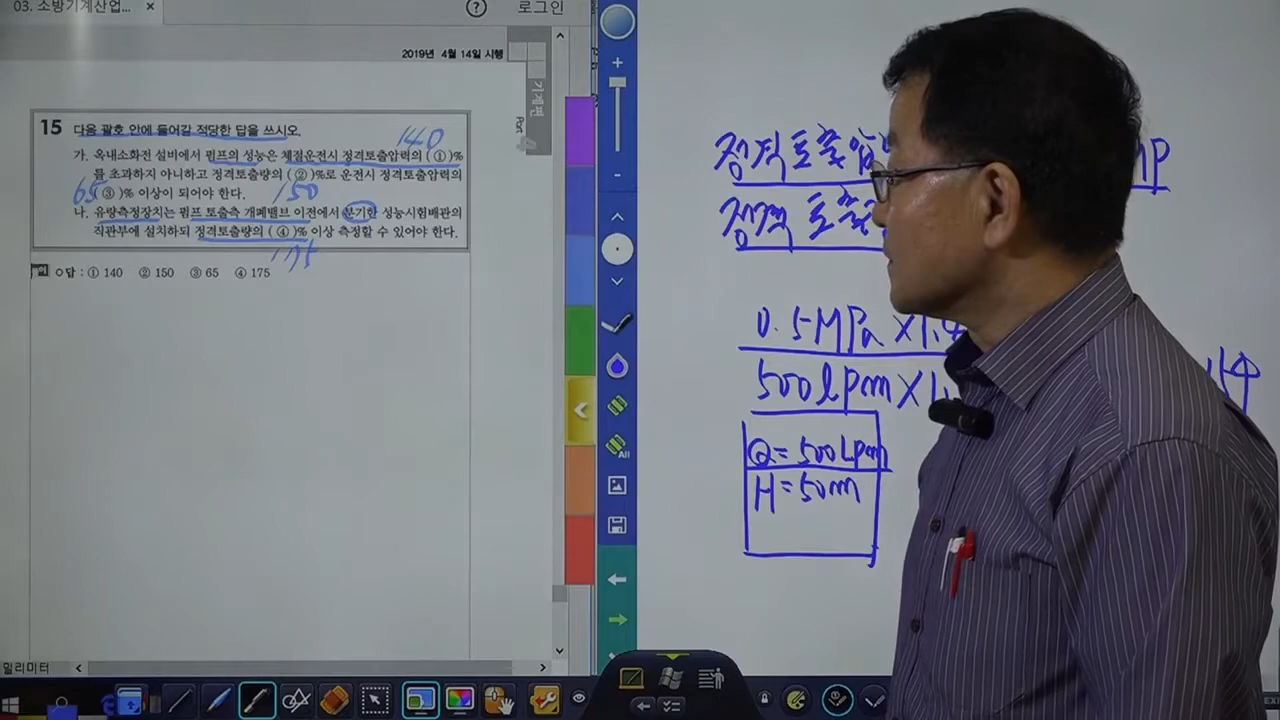 03. 소방기계산업...
로그인
2019년 4월 14일 시행
기계편
Part
15 다음 괄호 안에 들어갈 적당한 답을 쓰시오.
140
가. 옥내소화전 설비에서 펌프의 성능은 체절운전시 정격토출압력의 (①)%
를 초과하지 아니하고 정격토출량의 (②)%로 운전시 정격토출압력의
65 (③)% 이상이 되어야 한다. 150
나. 유량측정장치는 펌프 토출측 개폐밸브 이전에서 분기한 성능시험배관의
직관부에 설치하되 정격토출량의 (④)% 이상 측정할 수 있어야 한다.
175
답 : ① 140 ② 150 ③ 65 ④ 175
정격토출압
정격 토출
0.5MPa X1.4
500lpm X1.
Q=500Lpm
H=50m
All
밀리미터